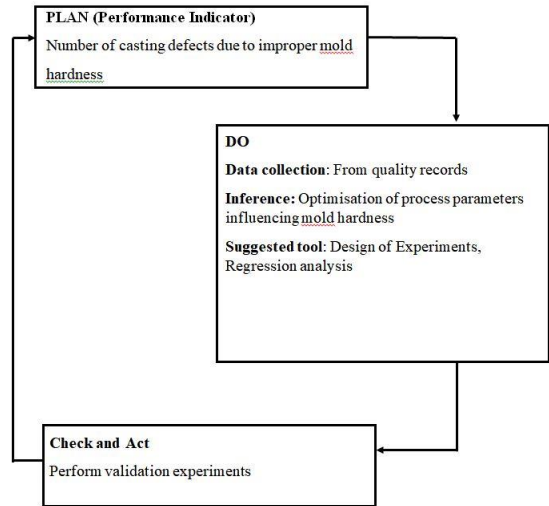 PLAN (Performance Indicator)
Number of casting defects due to improper mold
hardness
DO
Data collection: From quality records
Inference: Optimisation of process parameters
influencing mold hardness
Suggested tool: Design of Experiments,
Regression analysis
Check and Act
Perform validation experiments